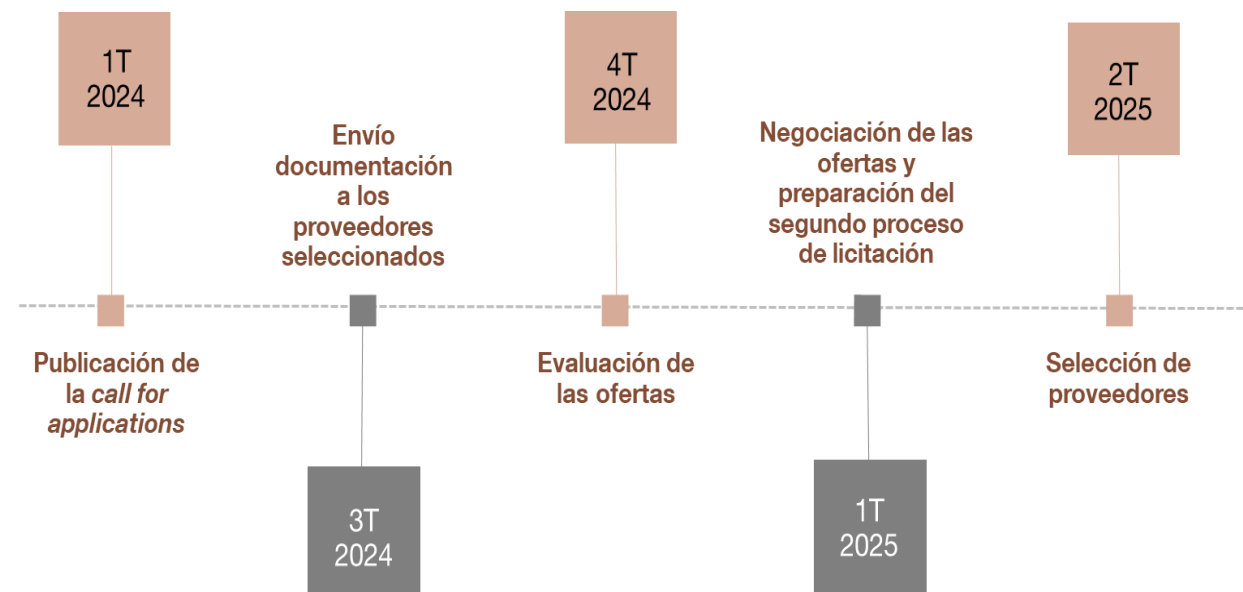 1T
2024
Publicación de
la call for
applications
Envío
documentación
a los
proveedores
seleccionados
3T
2024
4T
2024
Evaluación de
las ofertas
Negociación de las
ofertas y
preparación del
segundo proceso
de licitación
1T
2025
2T
2025
Selección de
proveedores